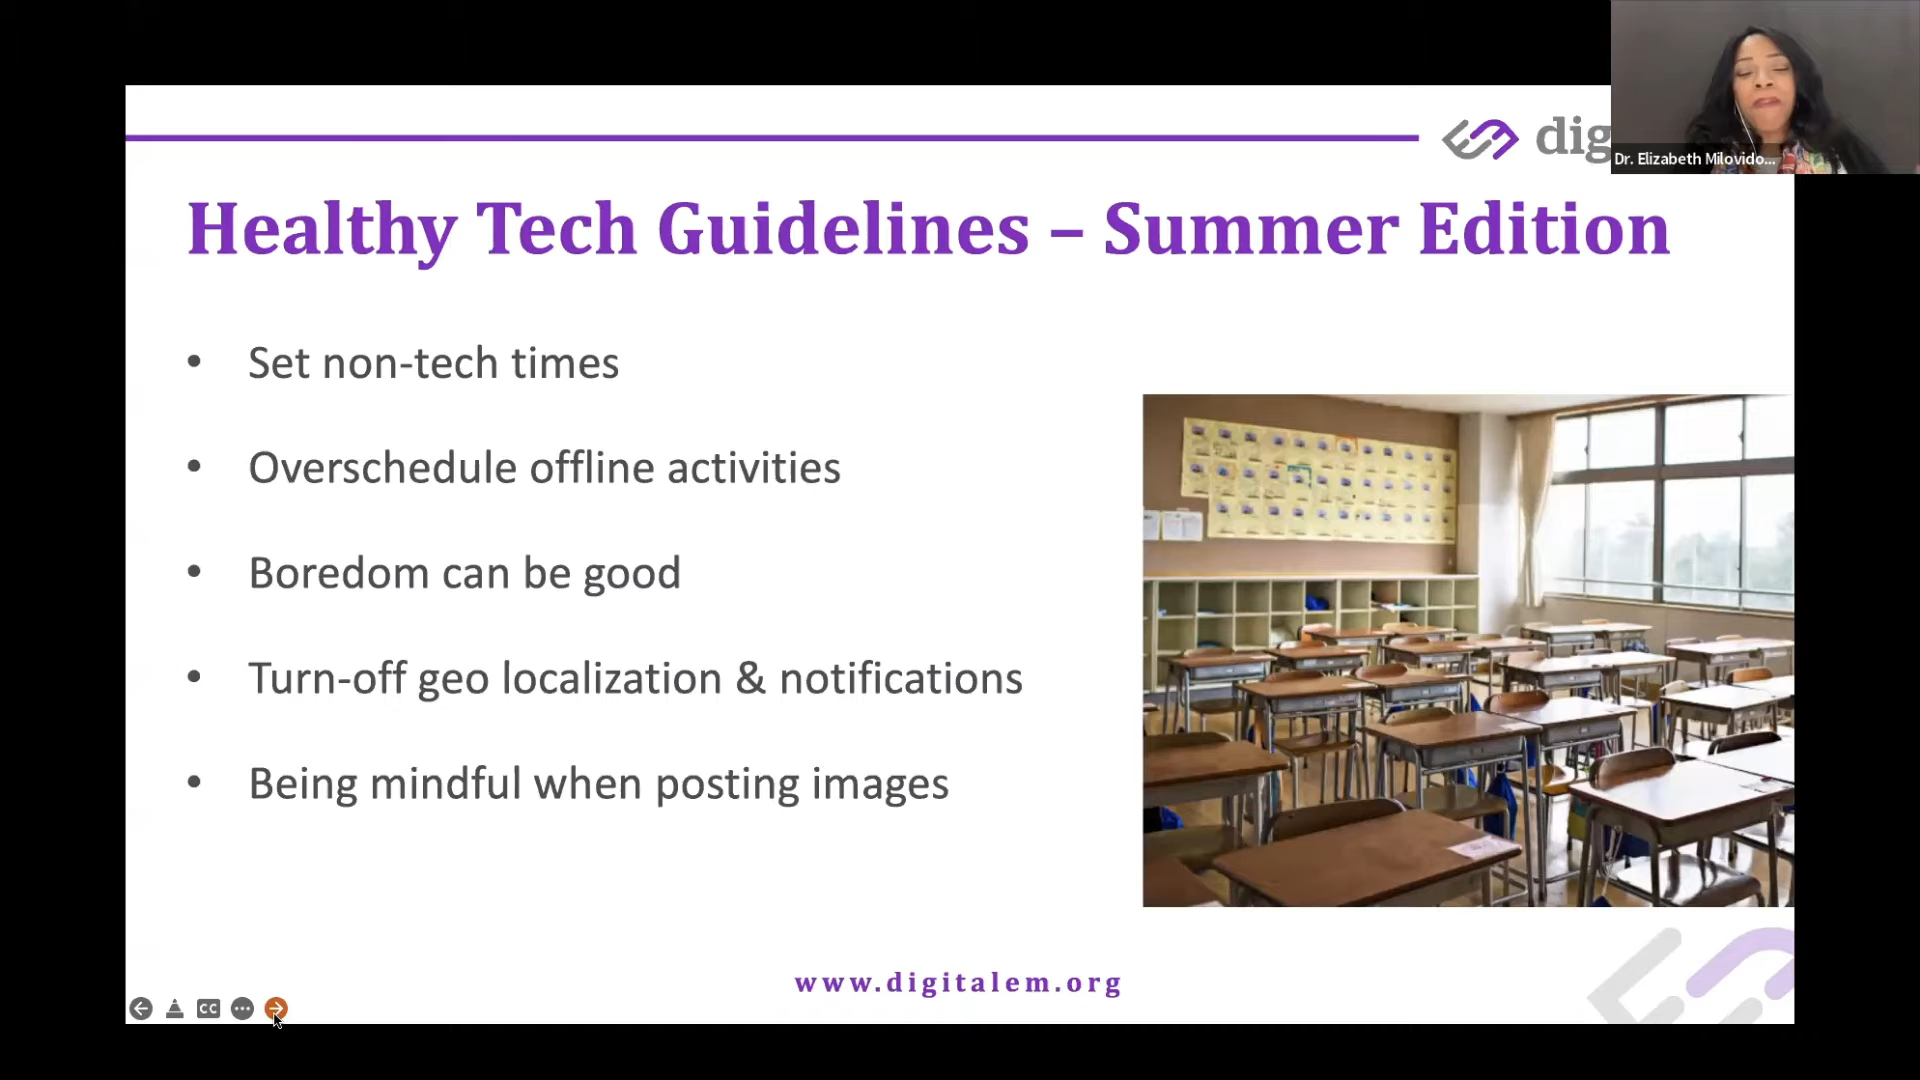 dig
Dr. Elizabeth Milovido...
Healthy Tech Guidelines – Summer Edition
• Set non-tech times
• Overschedule offline activities
• Boredom can be good
• Turn-off geo localization & notifications
• Being mindful when posting images
www.digitalem.org
CC